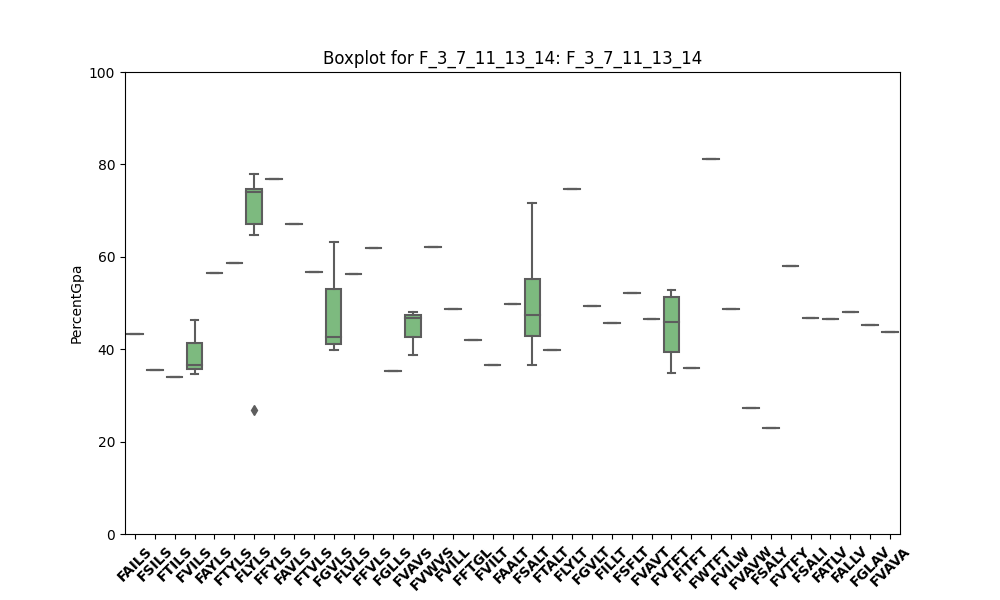 Boxplot for F_3_7_11_13_14: F_3_7_11_13_14
PercentGpa
100
80
60
40
20
0
FAILS FSILS FTILS FVILS FAYLS FTYLS FLYLS FFYLS FAVLS FTVLS FGVLS FLVLS FFVLS FGLLS FVAVS FVWVS FVILL FFTGL FVILT FAALT FSALT FTALT FLYLT FGVLT FILLT FSFLT FVAVT FVTFT FITFT FWTFT FVILW FVAVW FSALY FVTFY FSALI FATLV FALLV FGLAV FVAVA